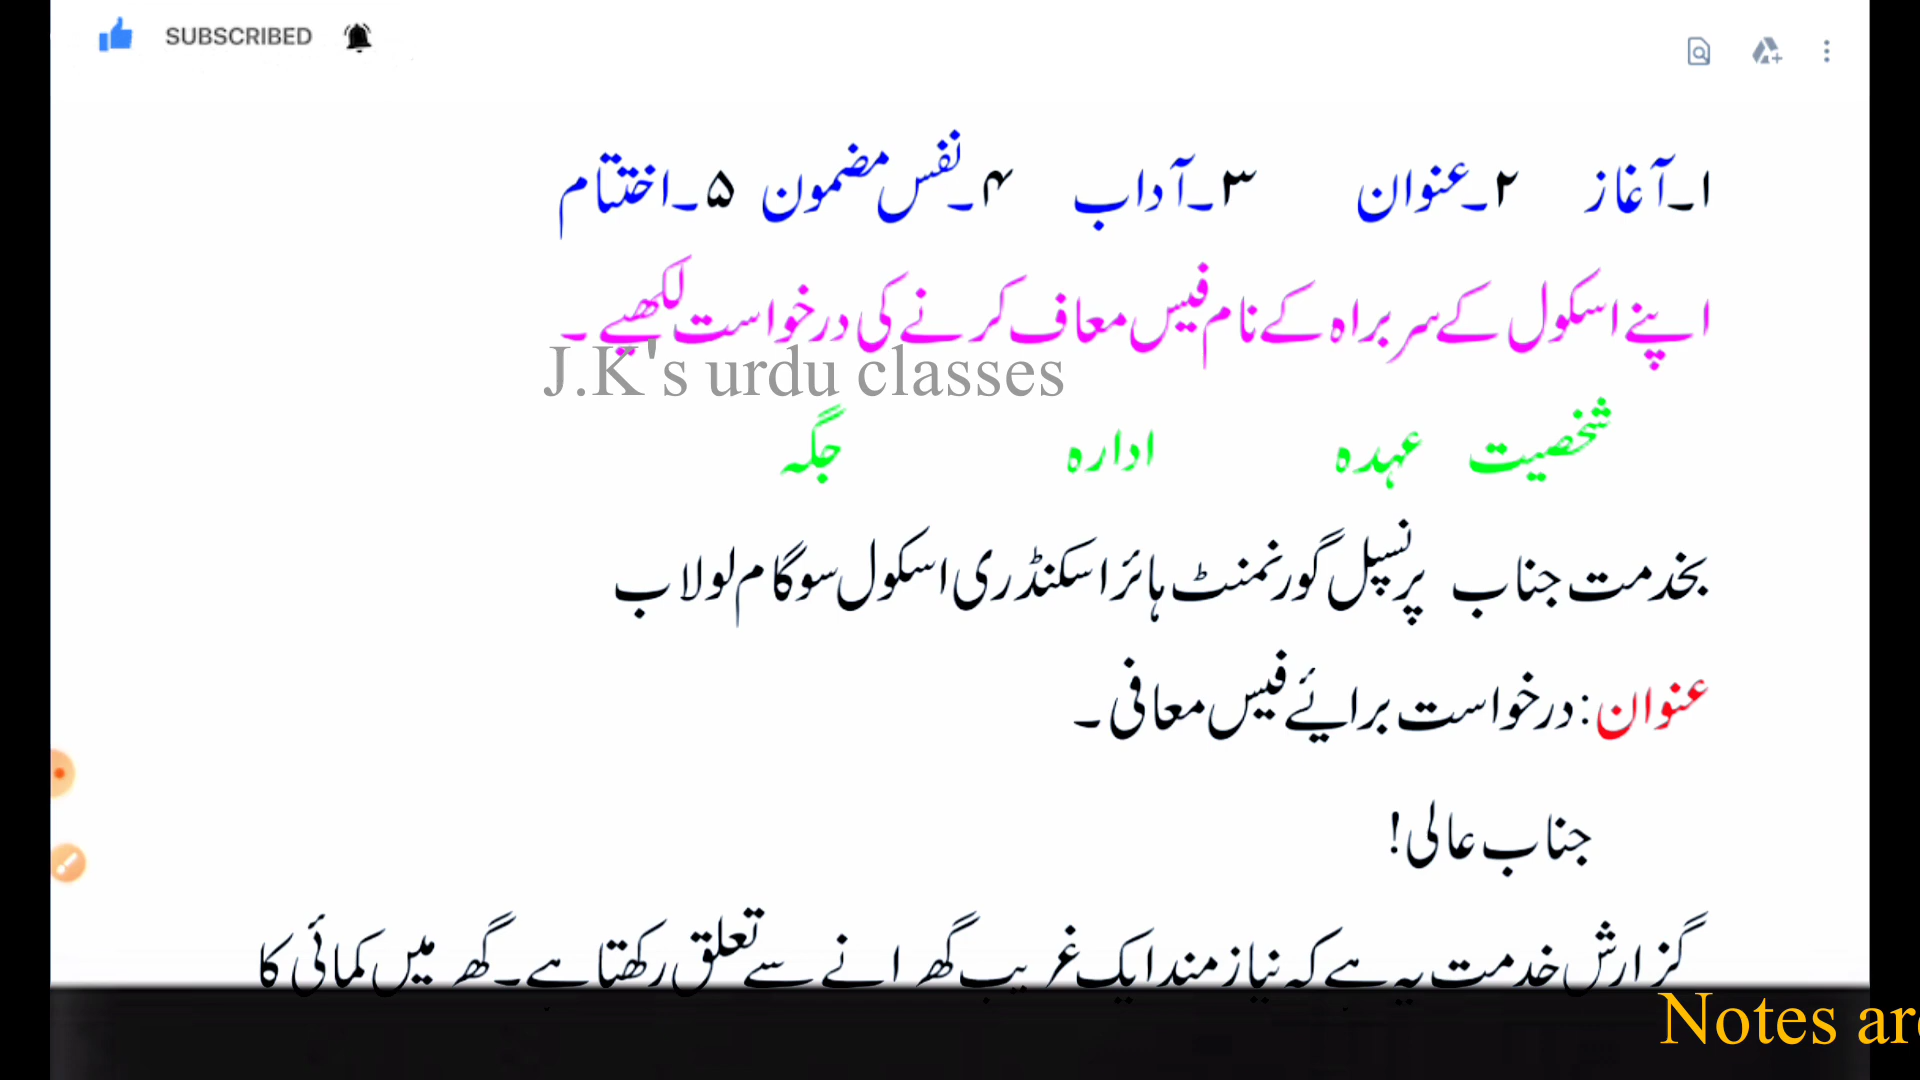 SUBSCRIBED
۱۔آغاز ۲۔عنوان ۳۔آداب ۴۔نفس مضمون ۵۔اختتام
اپنے اسکول کے سربراہ کے نام فیس معاف کرنے کی درخواست لکھیے۔
J.K's urdu classes
شخصیت عہدہ ادارہ جگہ
بخدمت جناب پرنسپل گورنمنٹ ہائر اسکنڈری اسکول سوگام لولاب
عنوان: درخواست برائے فیس معافی۔
جناب عالی!
گزارش خدمت یہ ہے کہ نیازمند ایک غریب گھرانے سے تعلق رکھتا ہے۔ گھر میں کمائی کا
Notes are